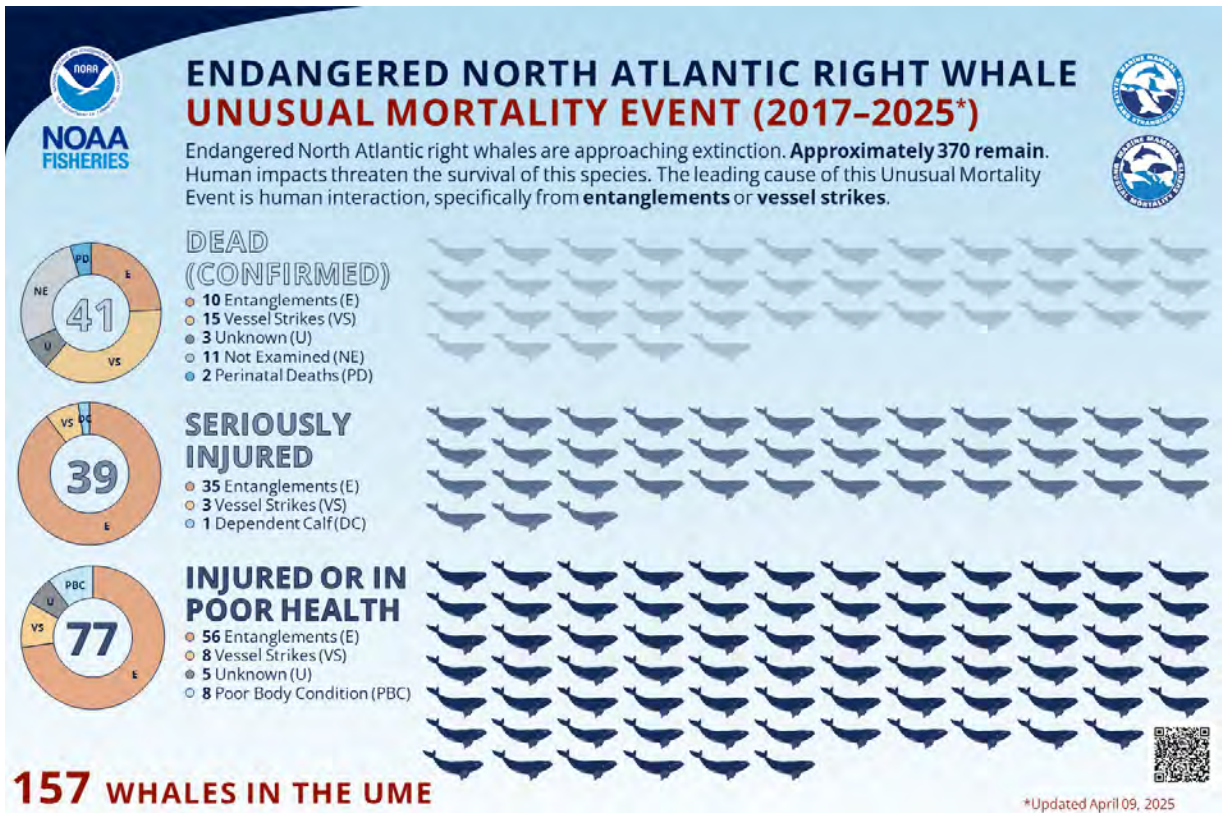 NOAA
NOAA
FISHERIES
ENDANGERED NORTH ATLANTIC RIGHT WHALE
UNUSUAL MORTALITY EVENT (2017–2025*)
Endangered North Atlantic right whales are approaching extinction. Approximately 370 remain.
Human impacts threaten the survival of this species. The leading cause of this Unusual Mortality
Event is human interaction, specifically from entanglements or vessel strikes.
PD
E
NE
41
U
VS
DEAD
(CONFIRMED)
10 Entanglements (E)
15 Vessel Strikes (VS)
3 Unknown (U)
11 Not Examined (NE)
2 Perinatal Deaths (PD)
VS
DC
39
E
SERIOUSLY
INJURED
35 Entanglements (E)
3 Vessel Strikes (VS)
1 Dependent Calf (DC)
PBC
U
VS
77
E
INJURED OR IN
POOR HEALTH
56 Entanglements (E)
8 Vessel Strikes (VS)
5 Unknown (U)
8 Poor Body Condition (PBC)
157 WHALES IN THE UME
*Updated April 09, 2025